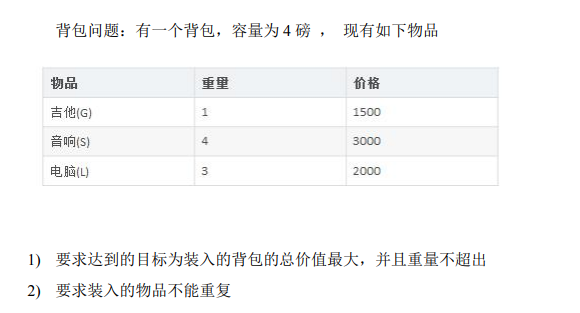 背包问题：有一个背包，容量为 4 磅 ， 现有如下物品
物品 重量 价格
吉他(G) 1 1500
音响(S) 4 3000
电脑(L) 3 2000
1) 要求达到的目标为装入的背包的总价值最大，并且重量不超出
2) 要求装入的物品不能重复